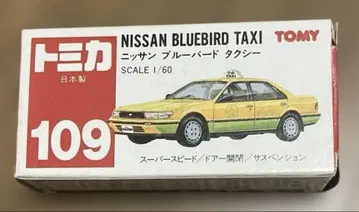 トミカ
日本製
109
NISSAN BLUEBIRD TAXI
TOMY
ニッサン ブルーバード タクシー
SCALE 1/60
スーパースピード/ドアー開閉/サスペンション